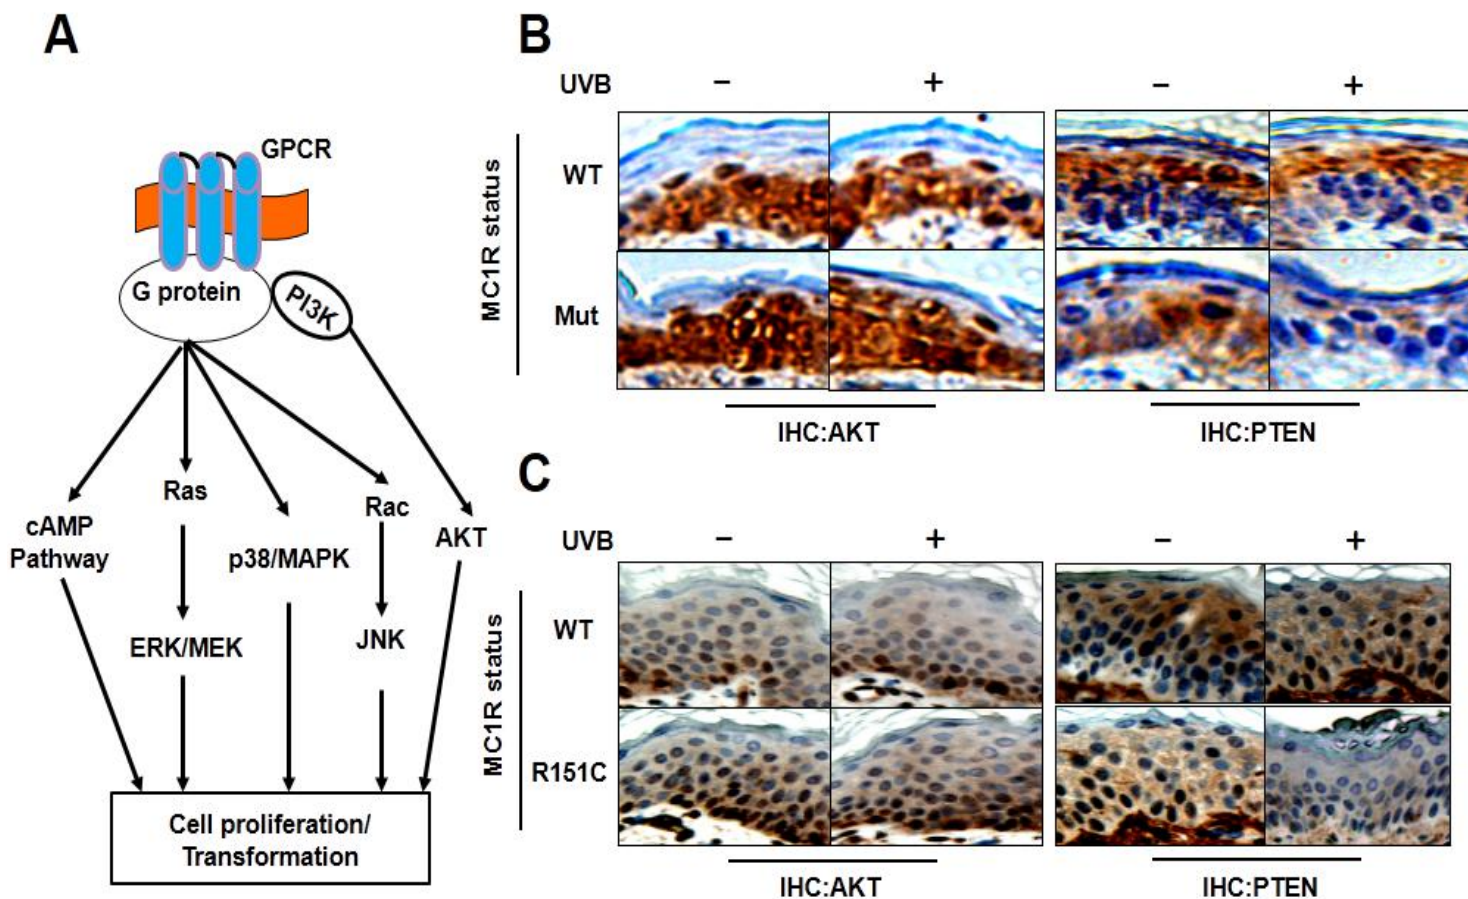 A
GPCR
G protein
PI3K
cAMP
Pathway
Ras
p38/MAPK
Rac
AKT
ERK/MEK
JNK
Cell proliferation/
Transformation
B
UVB - + - +
MC1R status
WT
Mut
IHC:AKT IHC:PTEN
C
UVB - + - +
MC1R status
WT
R151C
IHC:AKT IHC:PTEN